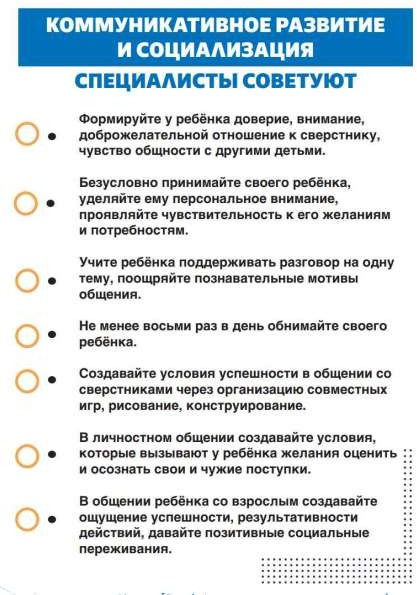 КОММУНИКАТИВНОЕ РАЗВИТИЕ
И СОЦИАЛИЗАЦИЯ
СПЕЦИАЛИСТЫ СОВЕТУЮТ
Формируйте у ребёнка доверие, внимание,
доброжелательной отношение к сверстнику,
чувство общности с другими детьми.
Безусловно принимайте своего ребёнка,
уделяйте ему персональное внимание,
проявляйте чувствительность к его желаниям
и потребностям.
Учите ребёнка поддерживать разговор на одну
тему, поощряйте познавательные мотивы
общения.
Не менее восьми раз в день обнимайте своего
ребёнка.
Создавайте условия успешности в общении со
сверстниками через организацию совместных
игр, рисование, конструирование.
В личностном общении создавайте условия,
которые вызывают у ребёнка желания оценить
и осознать свои и чужие поступки.
В общении ребёнка со взрослым создавайте
ощущение успешности, результативности
действий, давайте позитивные социальные
переживания.